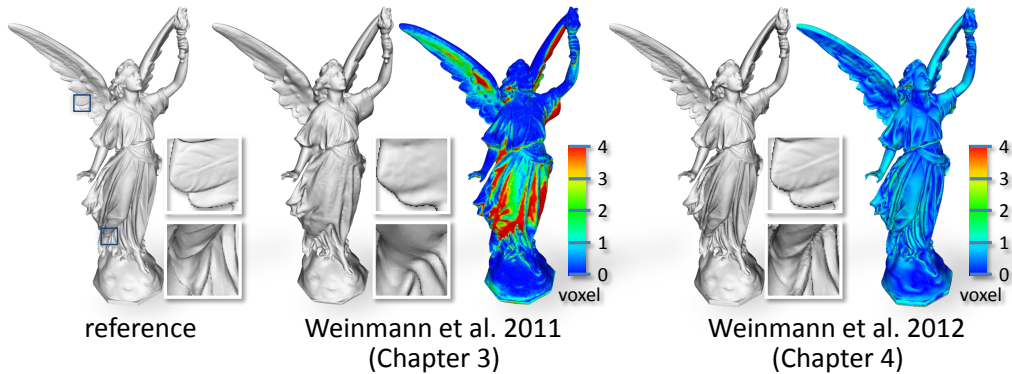 4
3
2
1
0
voxel
4
3
2
1
0
voxel
reference
Weinmann et al. 2011
(Chapter 3)
Weinmann et al. 2012
(Chapter 4)